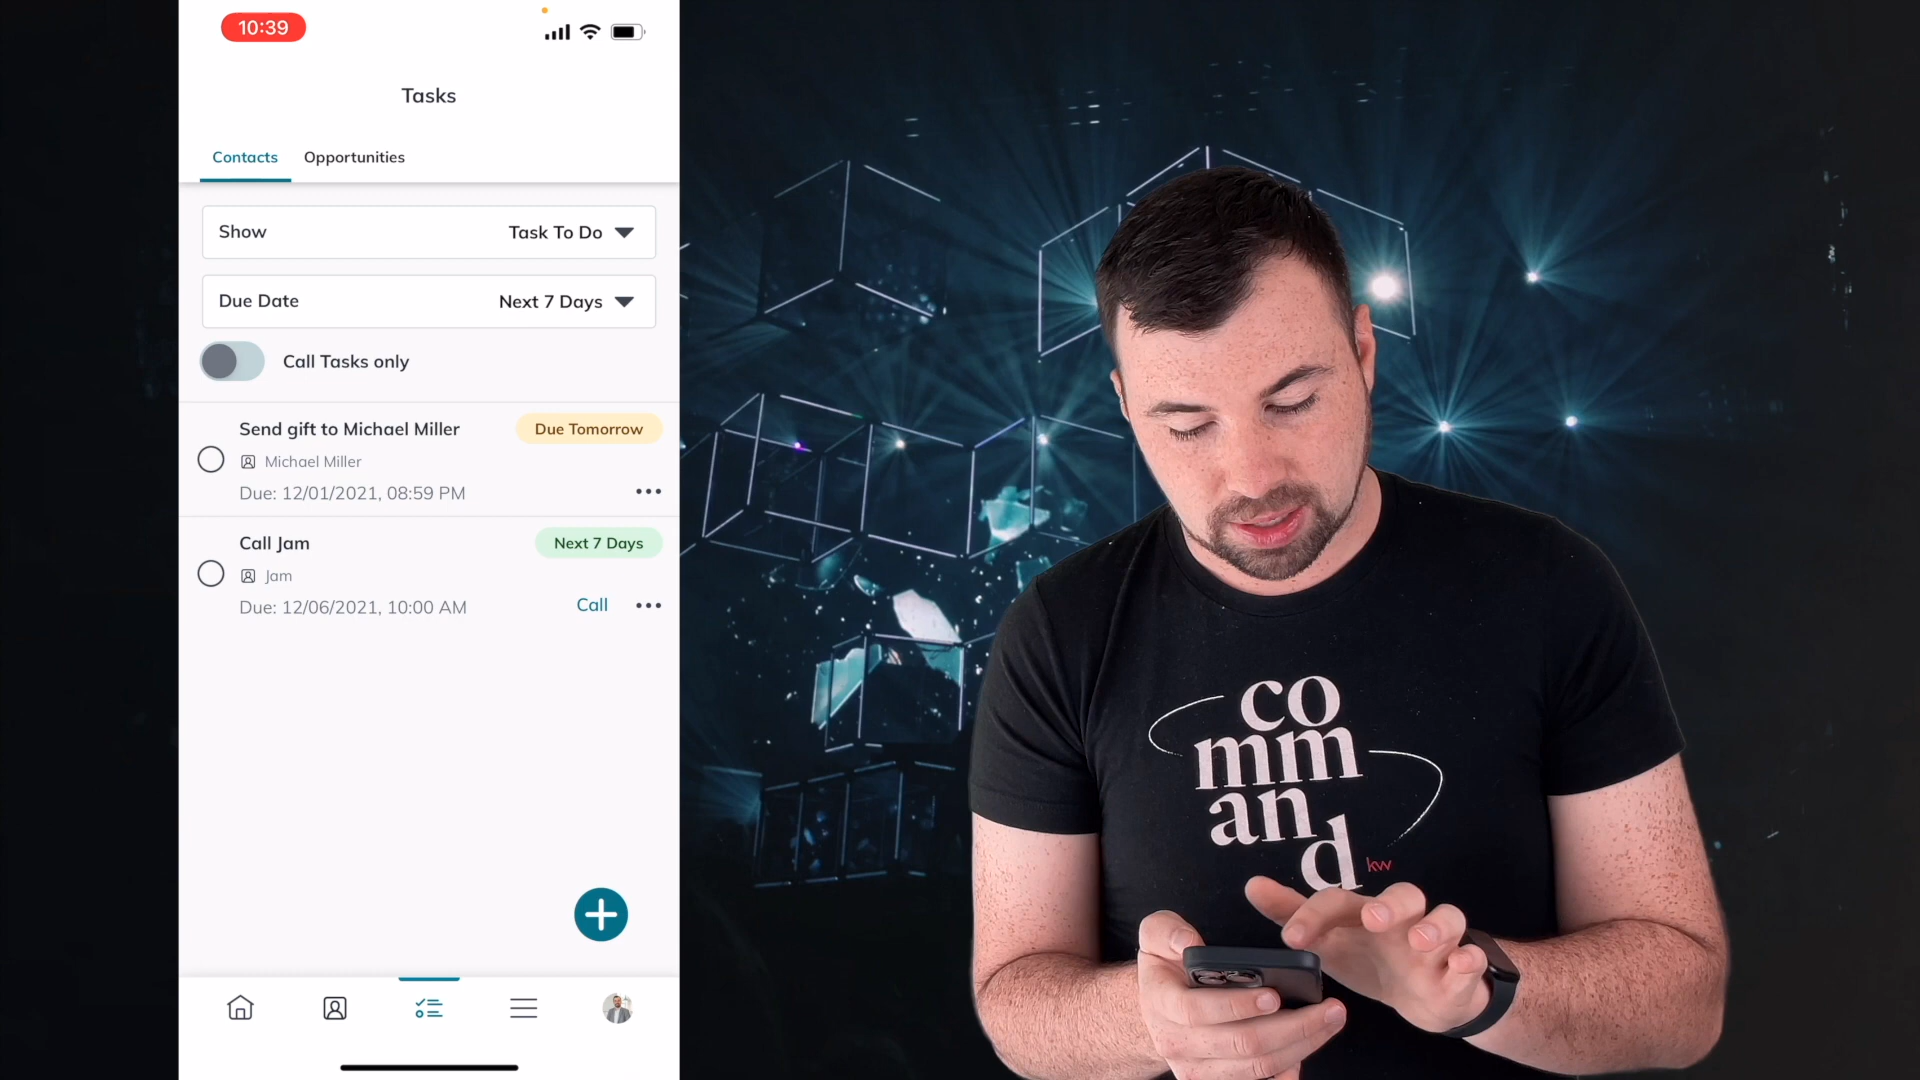 10:39
Tasks
Contacts Opportunities
Show Task To Do
Due Date Next 7 Days
Call Tasks only
Send gift to Michael Miller Due Tomorrow
Michael Miller
Due: 12/01/2021, 08:59 PM
Call Jam Next 7 Days
Jam
Due: 12/06/2021, 10:00 AM Call
co
mm
an
d kw